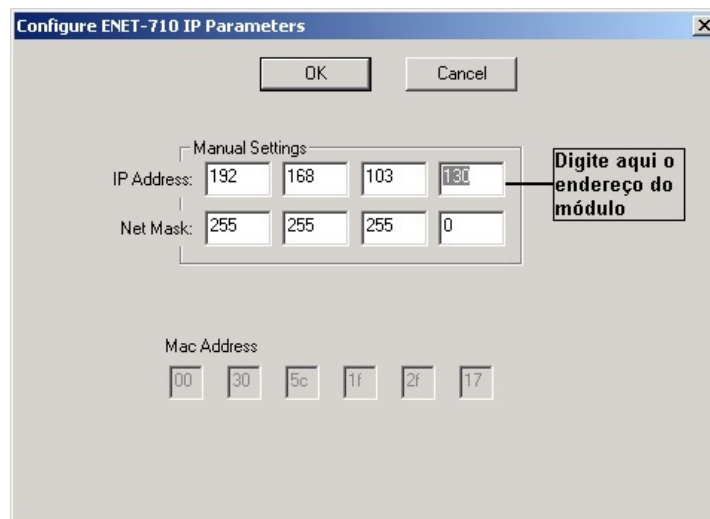 Configure ENET-710 IP Parameters
OK
Cancel
Manual Settings
IP Address: 192 168 103 130
Net Mask: 255 255 255 0
Digite aqui o
endereço do
módulo
Mac Address
00 30 5c 1f 2f 17